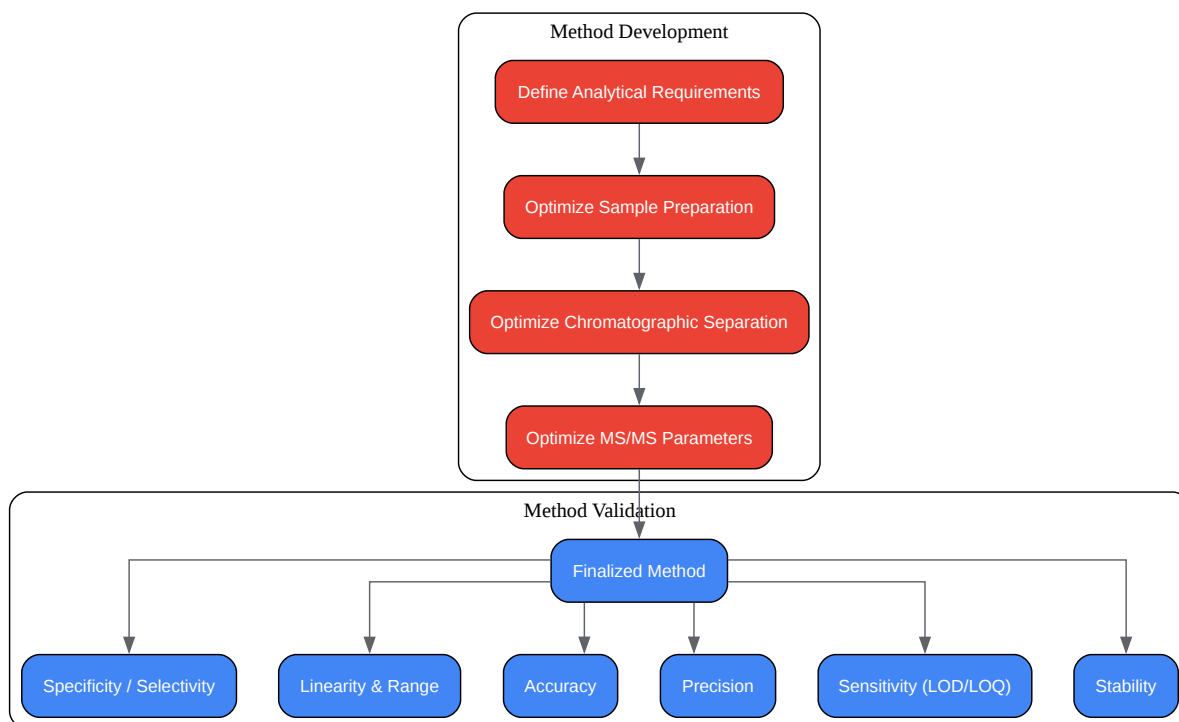 Method Development
Define Analytical Requirements
Optimize Sample Preparation
Optimize Chromatographic Separation
Optimize MS/MS Parameters
Method Validation
Finalized Method
Specificity / Selectivity
Linearity & Range
Accuracy
Precision
Sensitivity (LOD/LOQ)
Stability